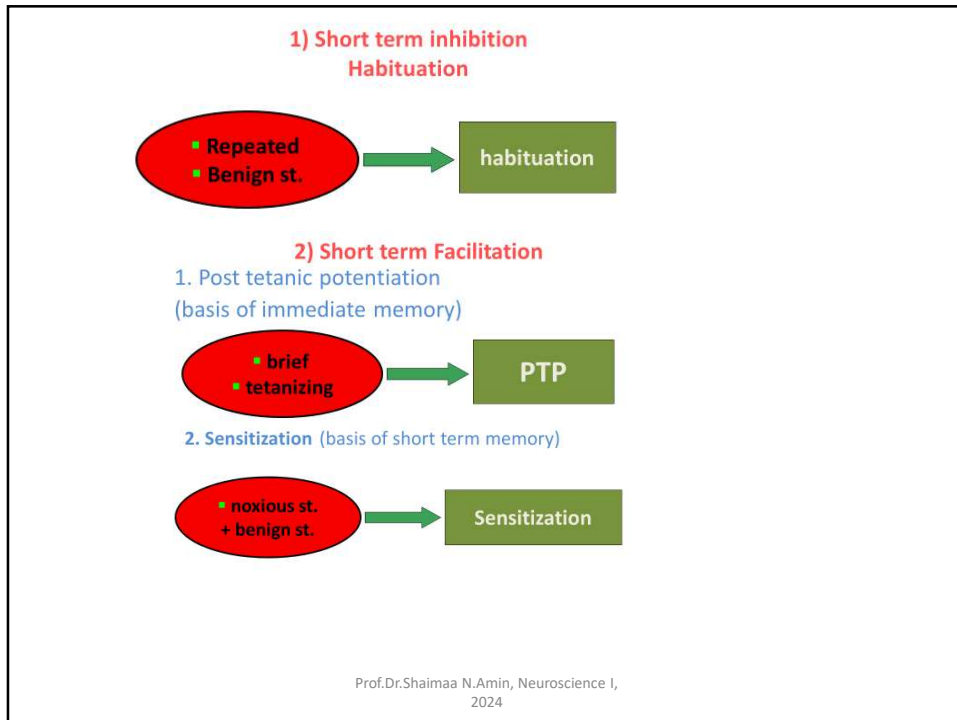 1) Short term inhibition
Habituation
▪ Repeated
▪ Benign st.
habituation
2) Short term Facilitation
1. Post tetanic potentiation
(basis of immediate memory)
▪ brief
▪ tetanizing
PTP
2. Sensitization (basis of short term memory)
▪ noxious st.
+ benign st.
Sensitization
Prof.Dr.Shaimaa N.Amin, Neuroscience I,
2024